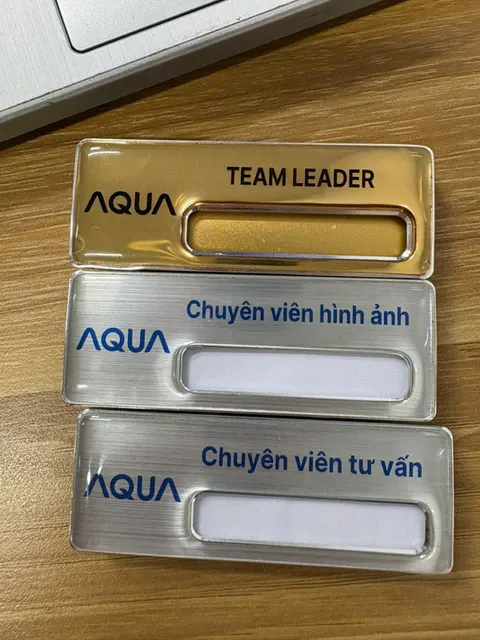 TEAM LEADER
AQUA
Chuyên viên hình ảnh
AQUA
Chuyên viên tư vấn
AQUA